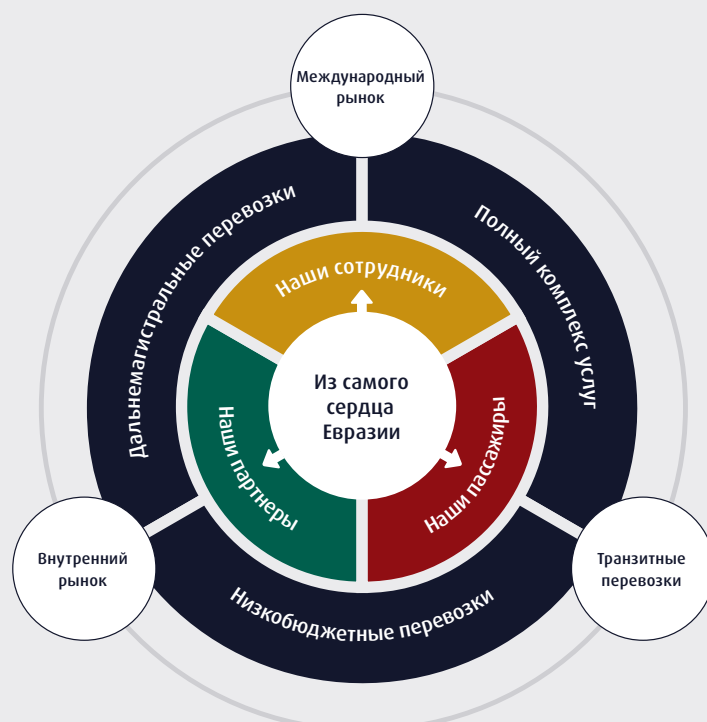 Международный
рынок
Дальнемагистральные перевозки
Полный комплекс услуг
Наши сотрудники
Из самого
сердца
Евразии
Наши партнеры
Наши пассажиры
Внутренний
рынок
Транзитные
перевозки
Низкобюджетные перевозки